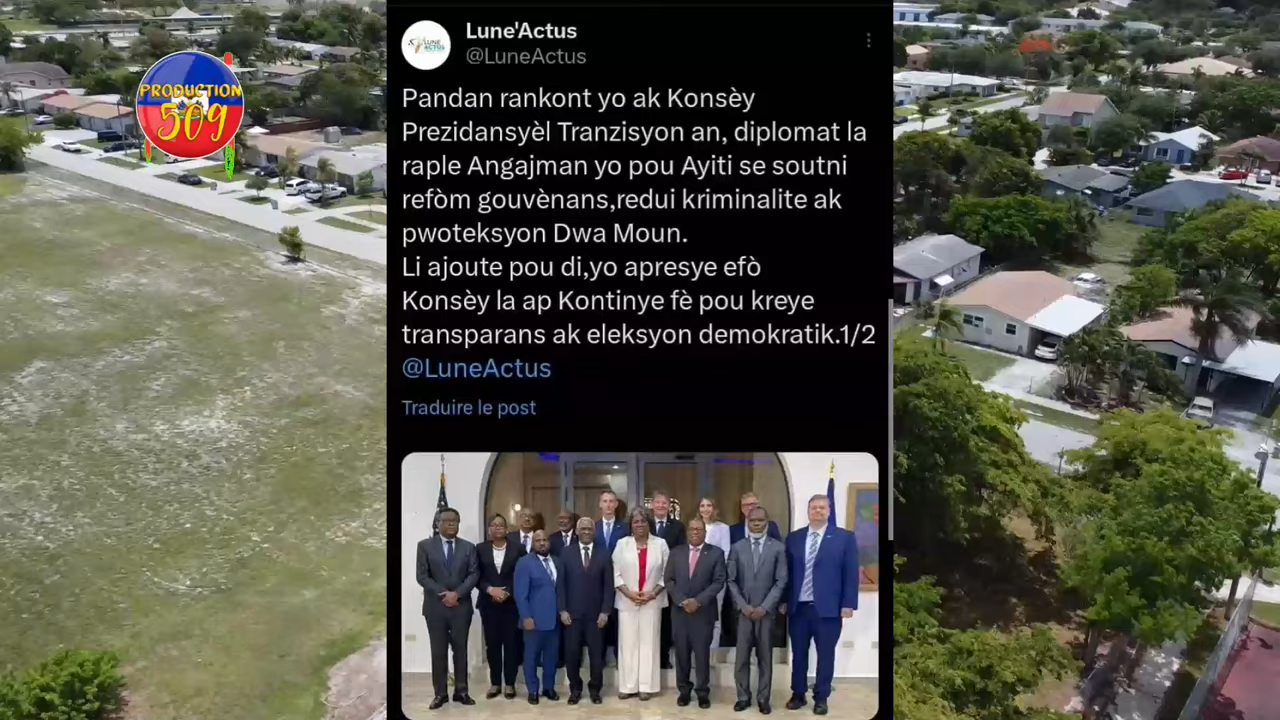 PRODUCTION
509
Lune'Actus
@LuneActus
Pandan rankont yo ak Konsèy
Prezidansyèl Tranzisyon an, diplomat la
raple Angajman yo pou Ayiti se soutni
refòm gouvènans,redui kriminalite ak
pwoteksyon Dwa Moun.
Li ajoute pou di,yo apresye efò
Konsèy la ap Kontinye fè pou kreye
transparans ak eleksyon demokratik.1/2
@LuneActus
Traduire le post